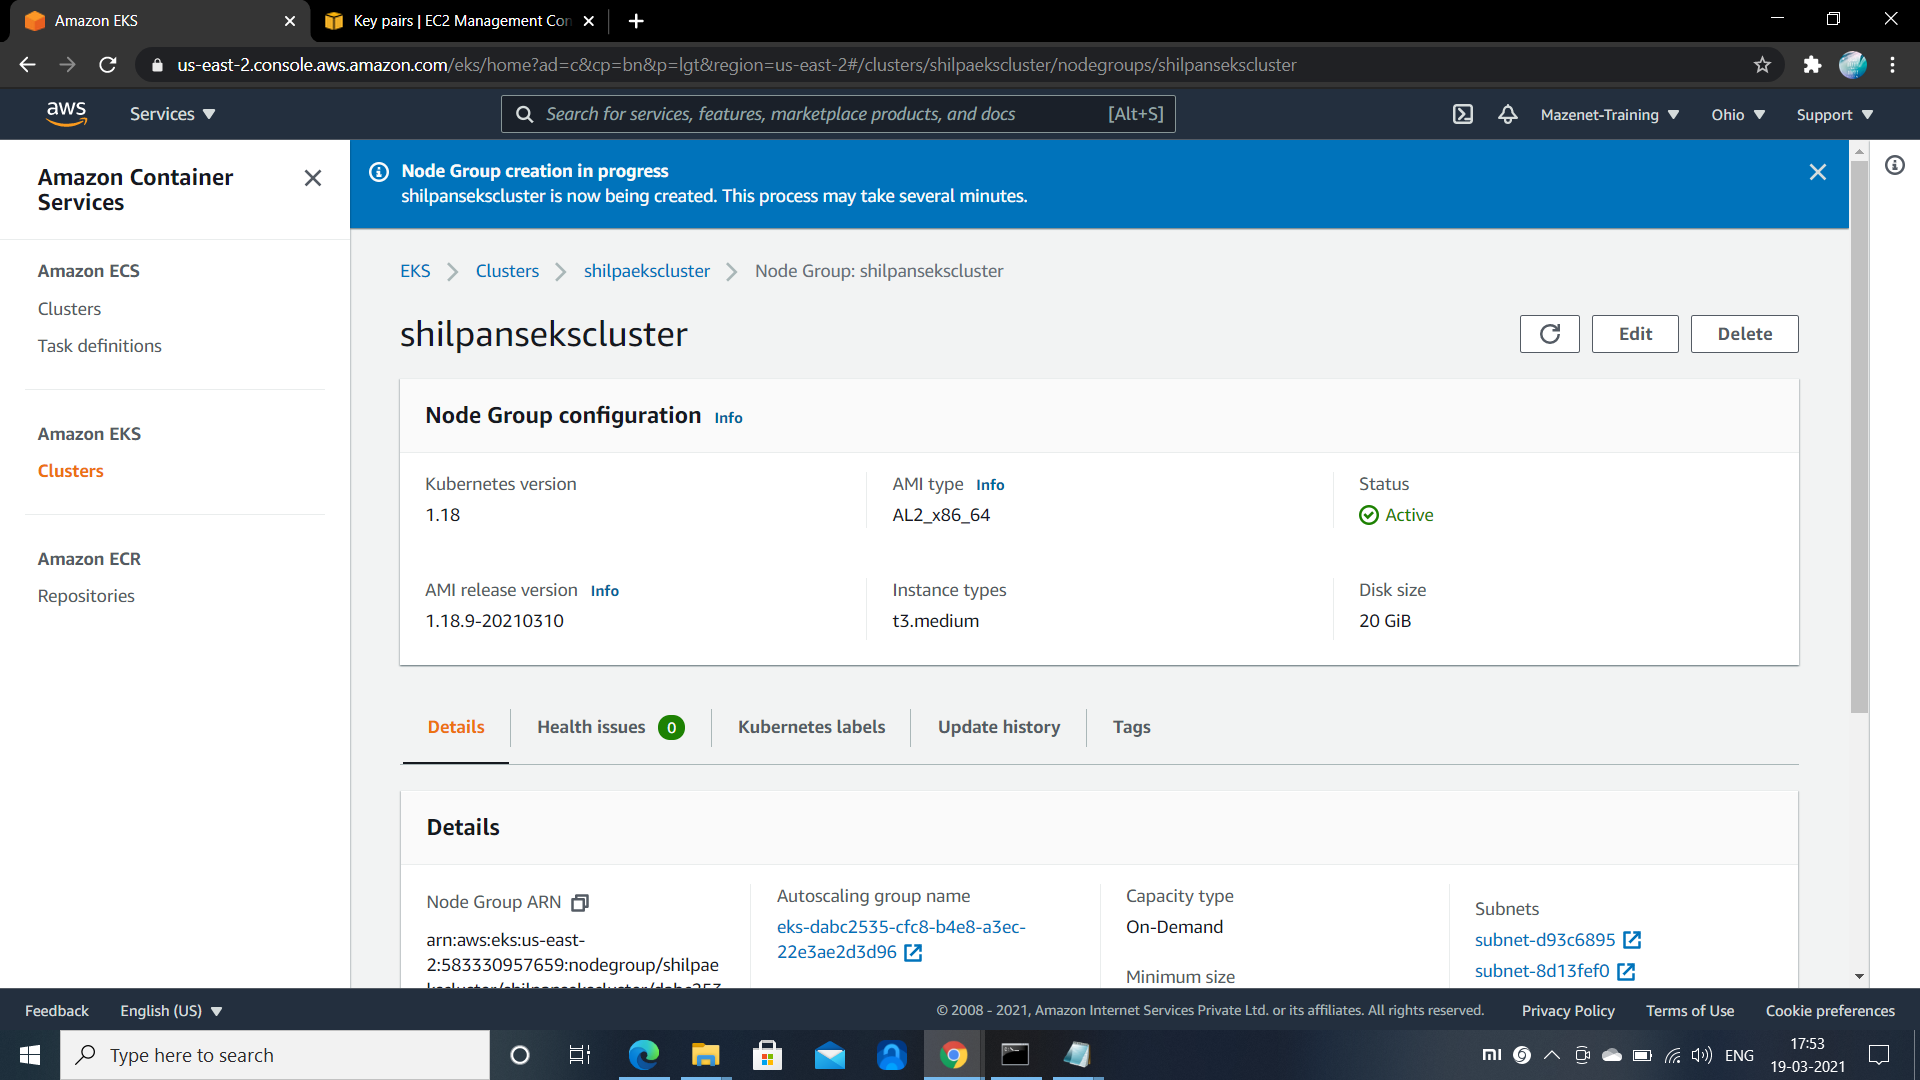 Amazon EKS
Key pairs | EC2 Management Con
us-east-2.console.aws.amazon.com/eks/home?ad=c&cp=bn&p=lgt&region=us-east-2#/clusters/shilpaekscluster/nodegroups/shilpansekscluster
aws
Services
Search for services, features, marketplace products, and docs
[Alt+S]
Mazenet-Training
Ohio
Support
Amazon Container
Services
Amazon ECS
Clusters
Task definitions
Amazon EKS
Clusters
Amazon ECR
Repositories
Node Group creation in progress
shilpansekscluster is now being created. This process may take several minutes.
EKS
Clusters
shilpaekscluster
Node Group: shilpansekscluster
shilpansekscluster
Edit
Delete
Node Group configuration Info
Kubernetes version
1.18
AMI type Info
AL2_x86_64
Status
Active
AMI release version Info
1.18.9-20210310
Instance types
t3.medium
Disk size
20 GiB
Details
Health issues 0
Kubernetes labels
Update history
Tags
Details
Node Group ARN
arn:aws:eks:us-east-
2:583330957659:nodegroup/shilpae
kscluster/shilpansekscluster/dabc253
Autoscaling group name
eks-dabc2535-cfc8-b4e8-a3ec-
22e3ae2d3d96
Capacity type
On-Demand
Minimum size
Subnets
subnet-d93c6895
subnet-8d13fef0
Feedback
English (US)
© 2008 - 2021, Amazon Internet Services Private Ltd. or its affiliates. All rights reserved.
Privacy Policy
Terms of Use
Cookie preferences
Type here to search
ENG
17:53
19-03-2021